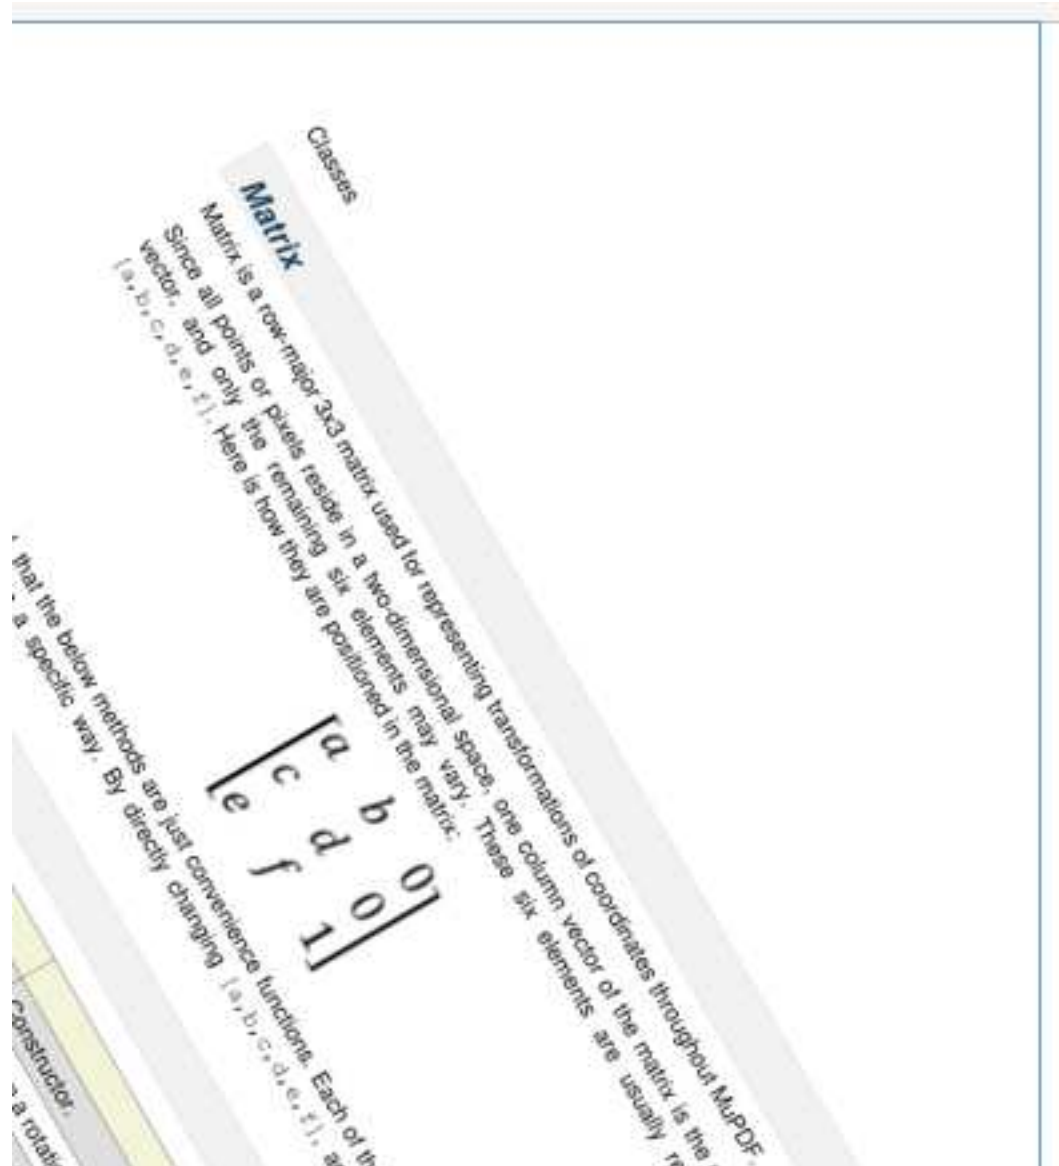 Classes
Matrix
Matrix is a row-major 3x3 matrix used for representing transformations of coordinates throughout MuPDF.
Since all points or pixels reside in a two-dimensional space, one column vector of the matrix is the
vector, and only the remaining six elements may vary. These six elements are usually
[a,b,c,d,e,f]. Here is how they are positioned in the matrix:
a b 0
c d 0
e f 1
that the below methods are just convenience functions. Each of
a specific way. By directly changing [a,b,c,d,e,f],
Constructor.
a